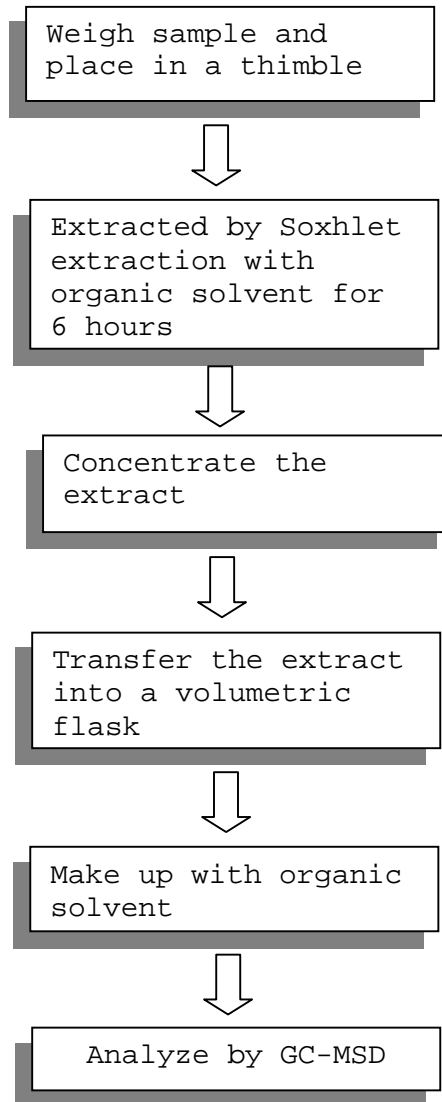 Weigh sample and
place in a thimble
Extracted by Soxhlet
extraction with
organic solvent for
6 hours
Concentrate the
extract
Transfer the extract
into a volumetric
flask
Make up with organic
solvent
Analyze by GC-MSD